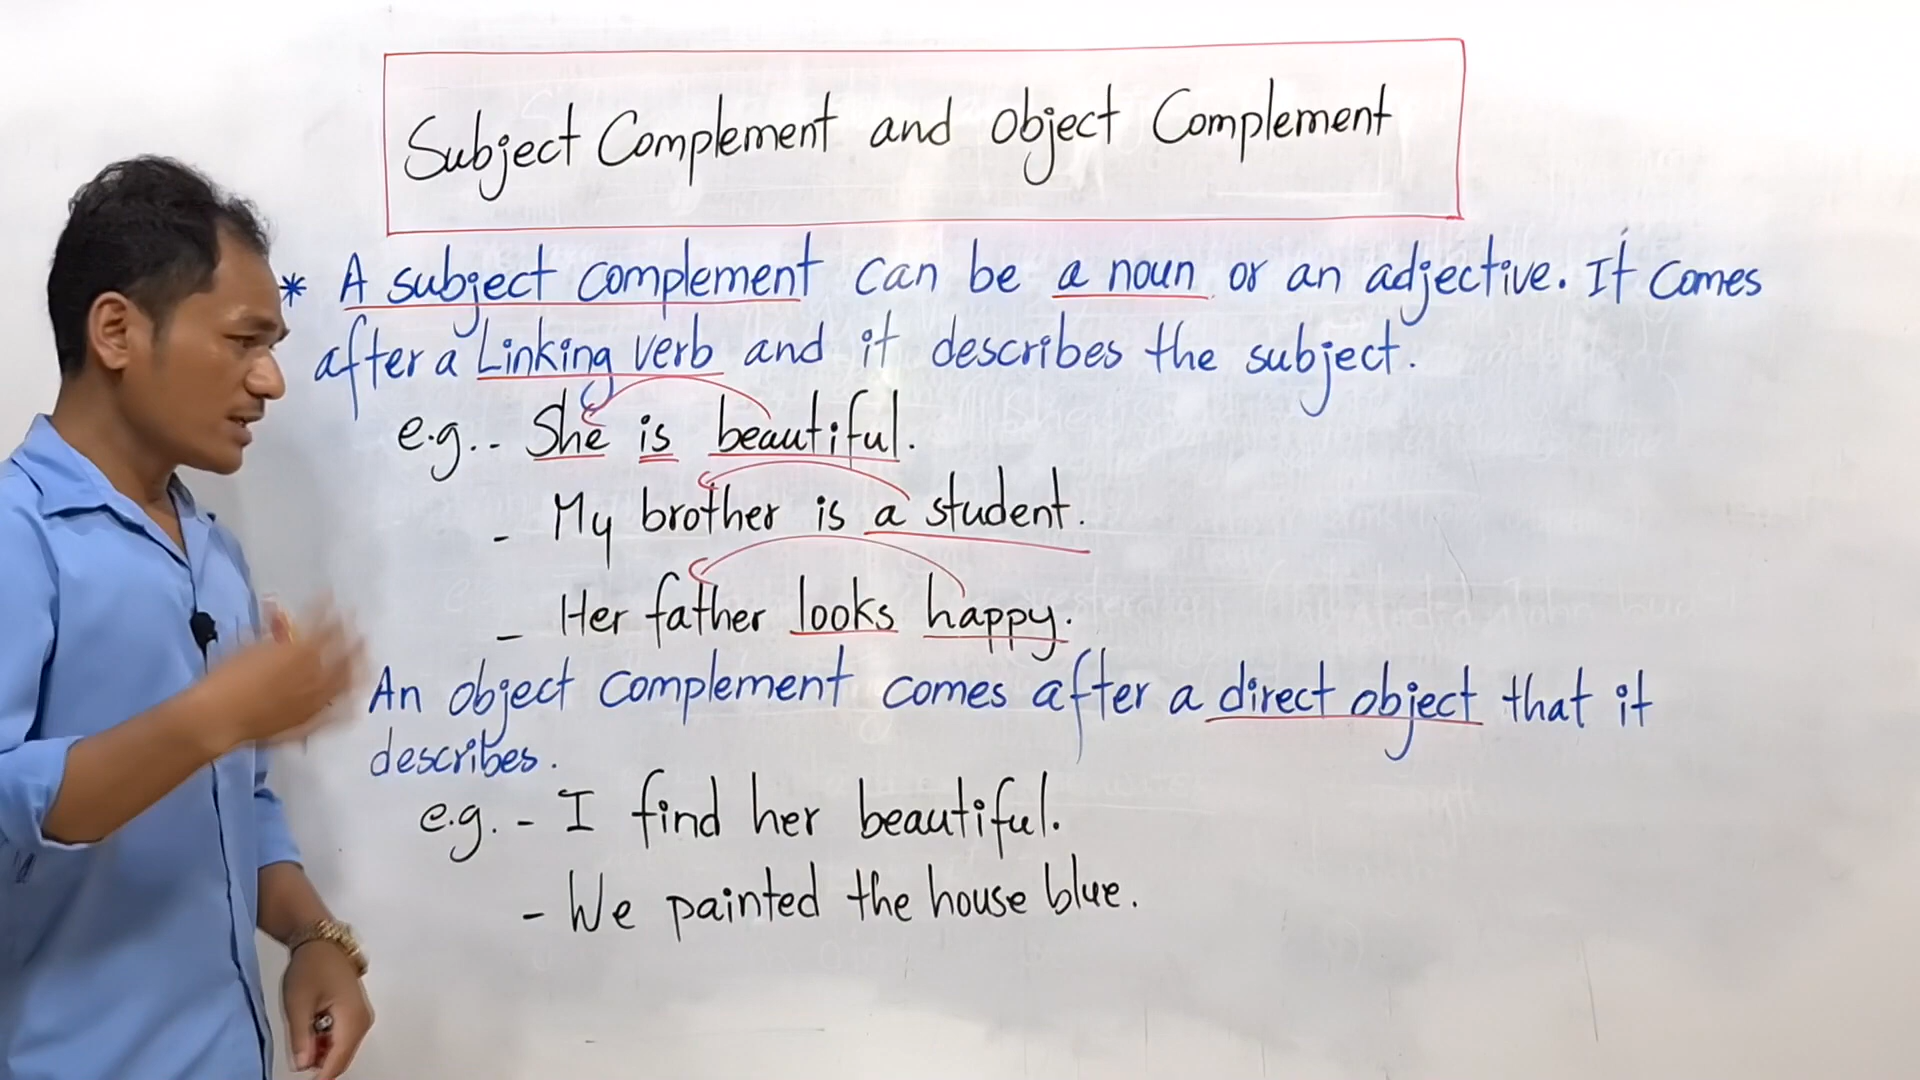 Subject Complement and Object Complement
* A subject complement can be a noun or an adjective. It comes
after a Linking verb and it describes the subject.
e.g. - She is beautiful.
- My brother is a student.
- Her father looks happy.
An object complement comes after a direct object that it
describes.
e.g. - I find her beautiful.
- We painted the house blue.